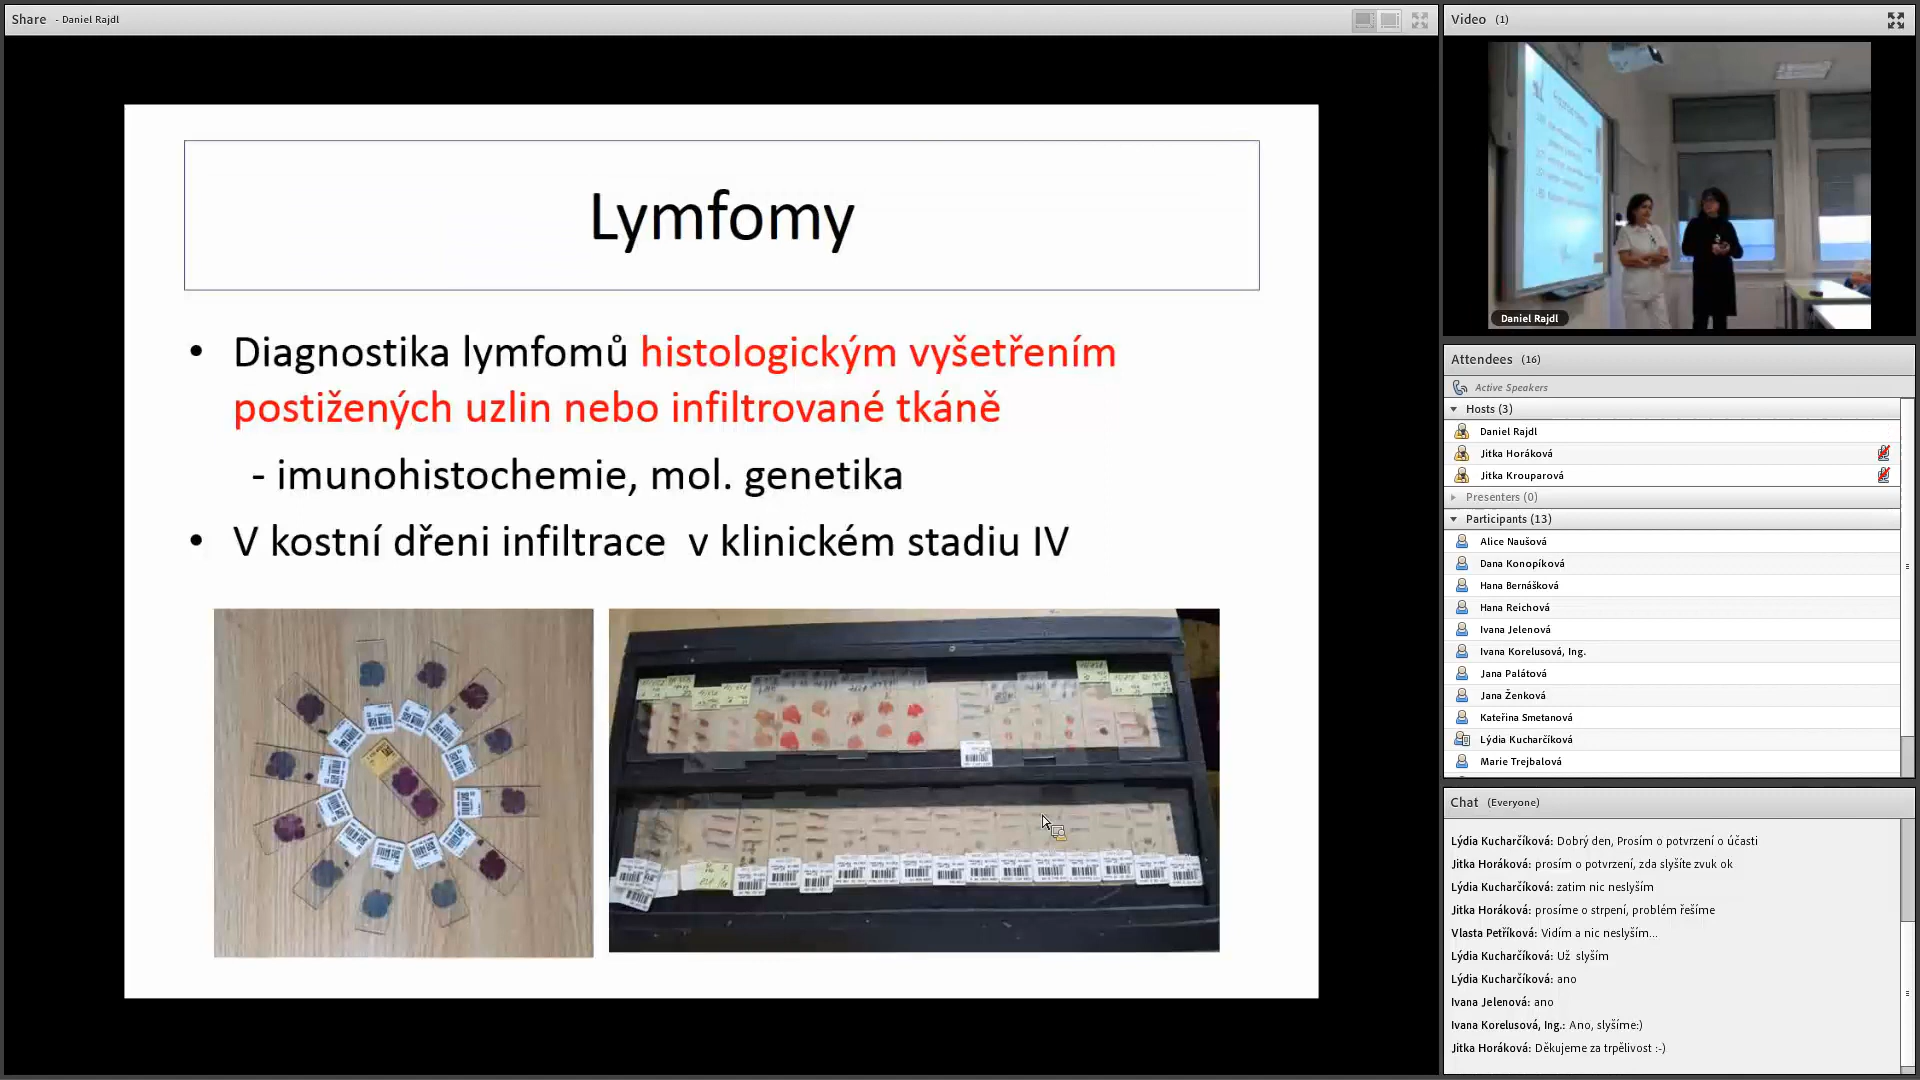 Share - Daniel Rajdl
Lymfomy
• Diagnostika lymfomů histologickým vyšetřením
postižených uzlin nebo infiltrované tkáně
- imunohistochemie, mol. genetika
• V kostní dřeni infiltrace v klinickém stadiu IV
Video (1)
Daniel Rajdl
Attendees (16)
Active Speakers
Hosts (3)
Daniel Rajdl
Jitka Horáková
Jitka Krouparová
Presenters (0)
Participants (13)
Alice Naušová
Dana Konopíková
Hana Bernášková
Hana Reichová
Ivana Jelenová
Ivana Korelusová, Ing.
Jana Palátová
Jana Ženková
Kateřina Smetanová
Lýdia Kucharčíková
Marie Trejbalová
Chat (Everyone)
Lýdia Kucharčíková: Dobrý den, Prosím o potvrzení o účasti
Jitka Horáková: prosím o potvrzení, zda slyšíte zvuk ok
Lýdia Kucharčíková: zatim nic neslyším
Jitka Horáková: prosíme o strpení, problém řešíme
Vlasta Petříková: Vidím a nic neslyším...
Lýdia Kucharčíková: Už slyším
Lýdia Kucharčíková: ano
Ivana Jelenová: ano
Ivana Korelusová, Ing.: Ano, slyšíme:)
Jitka Horáková: Děkujeme za trpělivost :-)